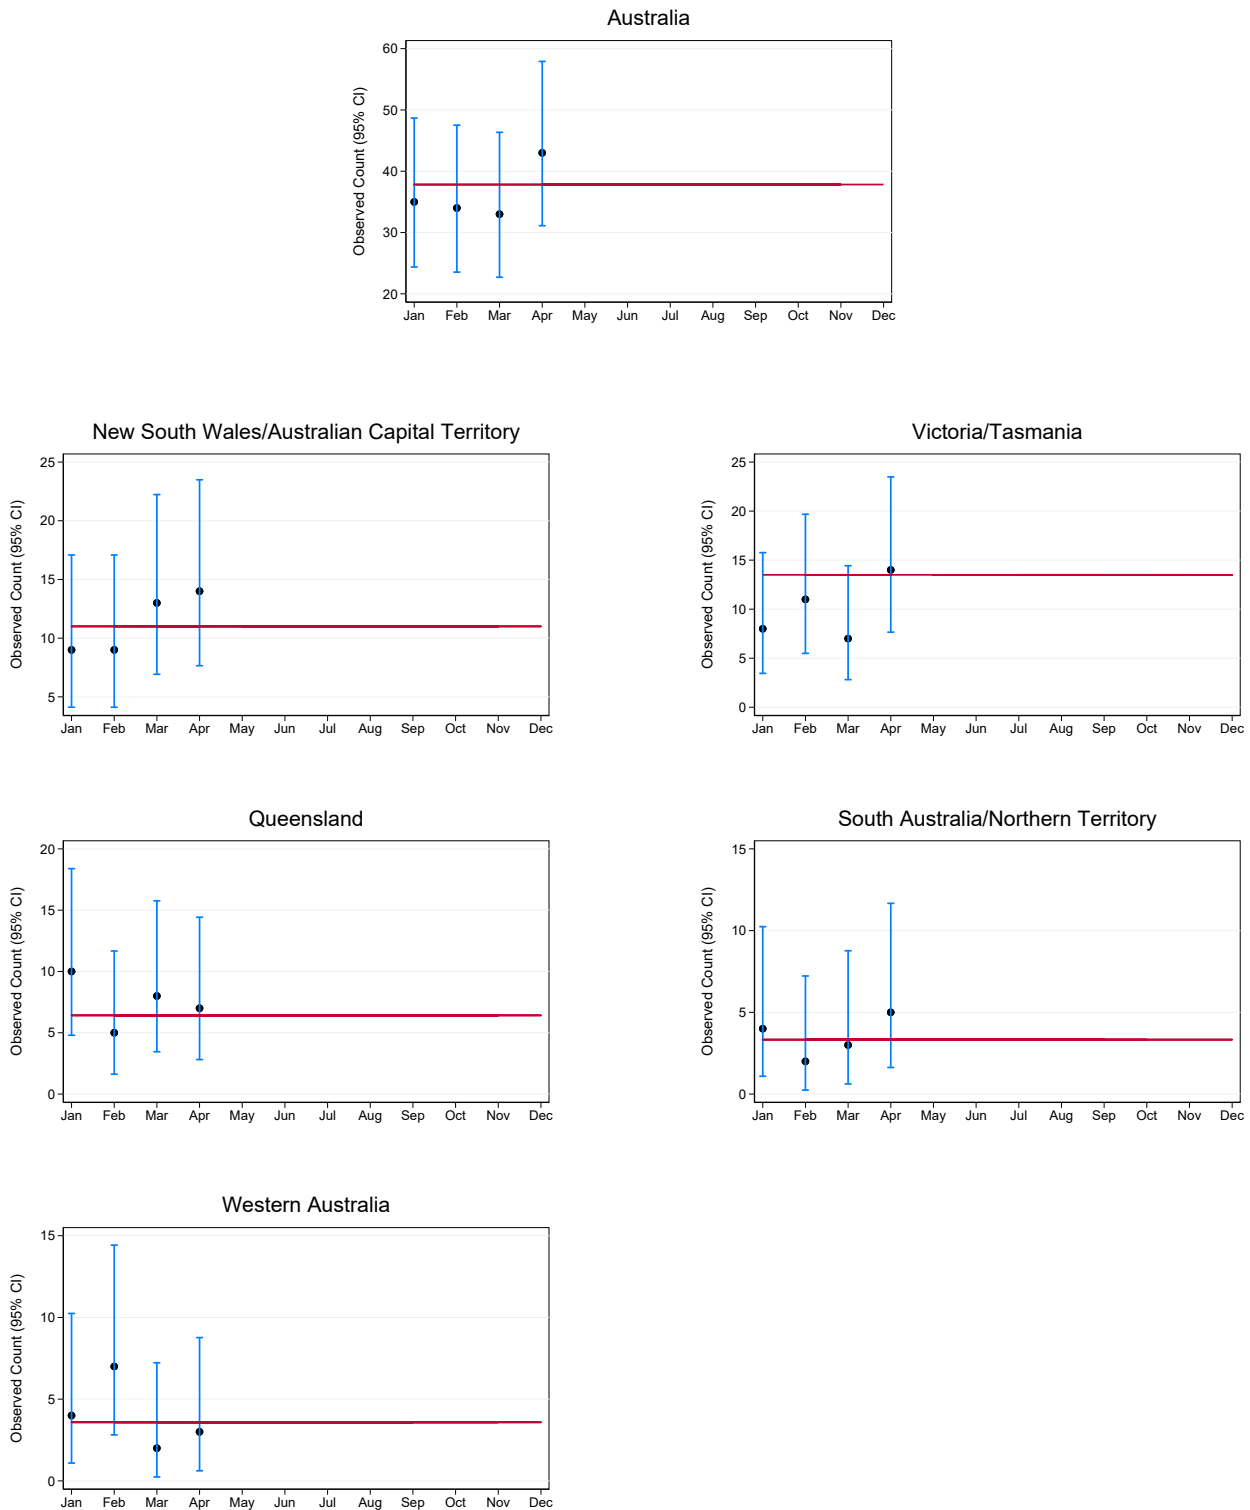 Australia
Observed Count (95% CI)
60
50
40
30
20
Jan Feb Mar Apr May Jun Jul Aug Sep Oct Nov Dec
New South Wales/Australian Capital Territory
Observed Count (95% CI)
25
20
15
10
5
Jan Feb Mar Apr May Jun Jul Aug Sep Oct Nov Dec
Victoria/Tasmania
Observed Count (95% CI)
25
20
15
10
5
0
Jan Feb Mar Apr May Jun Jul Aug Sep Oct Nov Dec
Queensland
Observed Count (95% CI)
20
15
10
5
0
Jan Feb Mar Apr May Jun Jul Aug Sep Oct Nov Dec
South Australia/Northern Territory
Observed Count (95% CI)
15
10
5
0
Jan Feb Mar Apr May Jun Jul Aug Sep Oct Nov Dec
Western Australia
Observed Count (95% CI)
15
10
5
0
Jan Feb Mar Apr May Jun Jul Aug Sep Oct Nov Dec